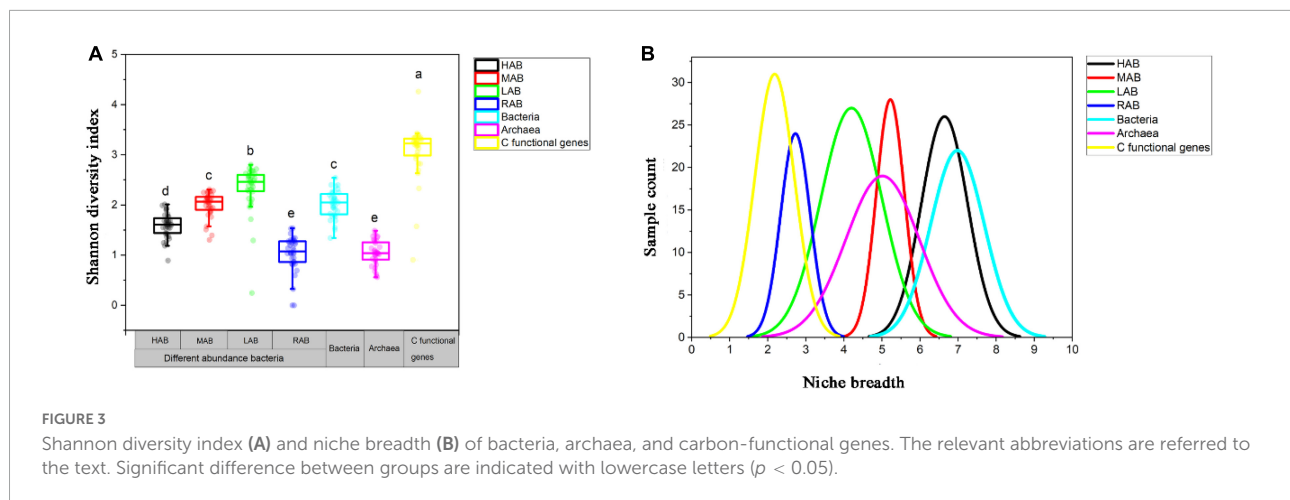 A
5
4
3
2
1
0
Shannon diversity index
d
c
b
e
c
e
a
HAB
MAB
LAB
RAB
Bacteria
Archaea
C functional genes
HAB MAB LAB RAB
Different abundance bacteria
Bacteria
Archaea
C functional
genes
B
30
25
20
15
10
5
0
Sample count
HAB
MAB
LAB
RAB
Bacteria
Archaea
C functional genes
0 1 2 3 4 5 6 7 8 9 10
Niche breadth
FIGURE 3
Shannon diversity index (A) and niche breadth (B) of bacteria, archaea, and carbon-functional genes. The relevant abbreviations are referred to
the text. Significant difference between groups are indicated with lowercase letters (p < 0.05).